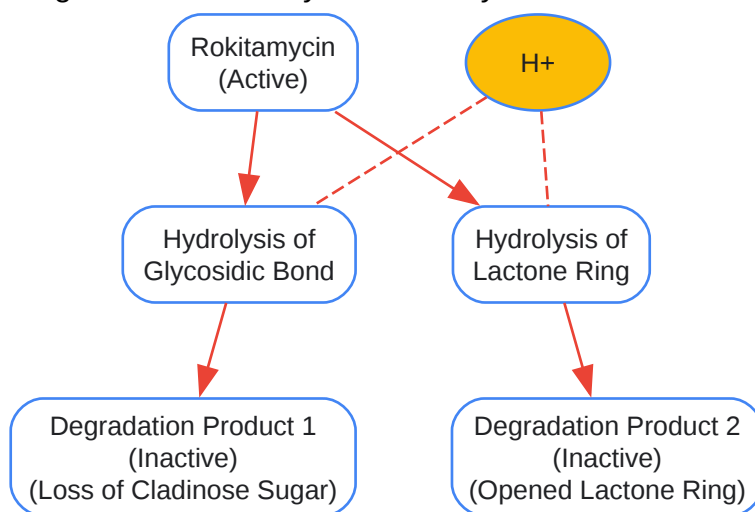 Rokitamycin
(Active)
H+
Hydrolysis of
Glycosidic Bond
Hydrolysis of
Lactone Ring
Degradation Product 1
(Inactive)
(Loss of Cladinose Sugar)
Degradation Product 2
(Inactive)
(Opened Lactone Ring)